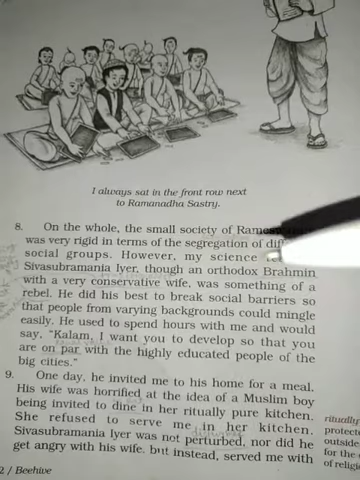 I always sat in the front row next
to Ramanadha Sastry.
8. On the whole, the small society of
was very rigid in terms of the segregation of
social groups. However, my science
Sivasubramania Iyer, though an orthodox Brahmin
with a very conservative wife, was something of a
rebel. He did his best to break social barriers so
that people from varying backgrounds could mingle
easily. He used to spend hours with me and would
say, "Kalam, I want you to develop so that you
are on par with the highly educated people of the
big cities."
9. One day, he invited me to his home for a meal.
His wife was horrified at the idea of a Muslim boy
being invited to dine in her ritually pure kitchen.
She refused to serve me in her kitchen.
Sivasubramania Iyer was not perturbed, nor did he
get angry with his wife, but instead, served me with
ritually
outside
for the
of
2 / Beehive